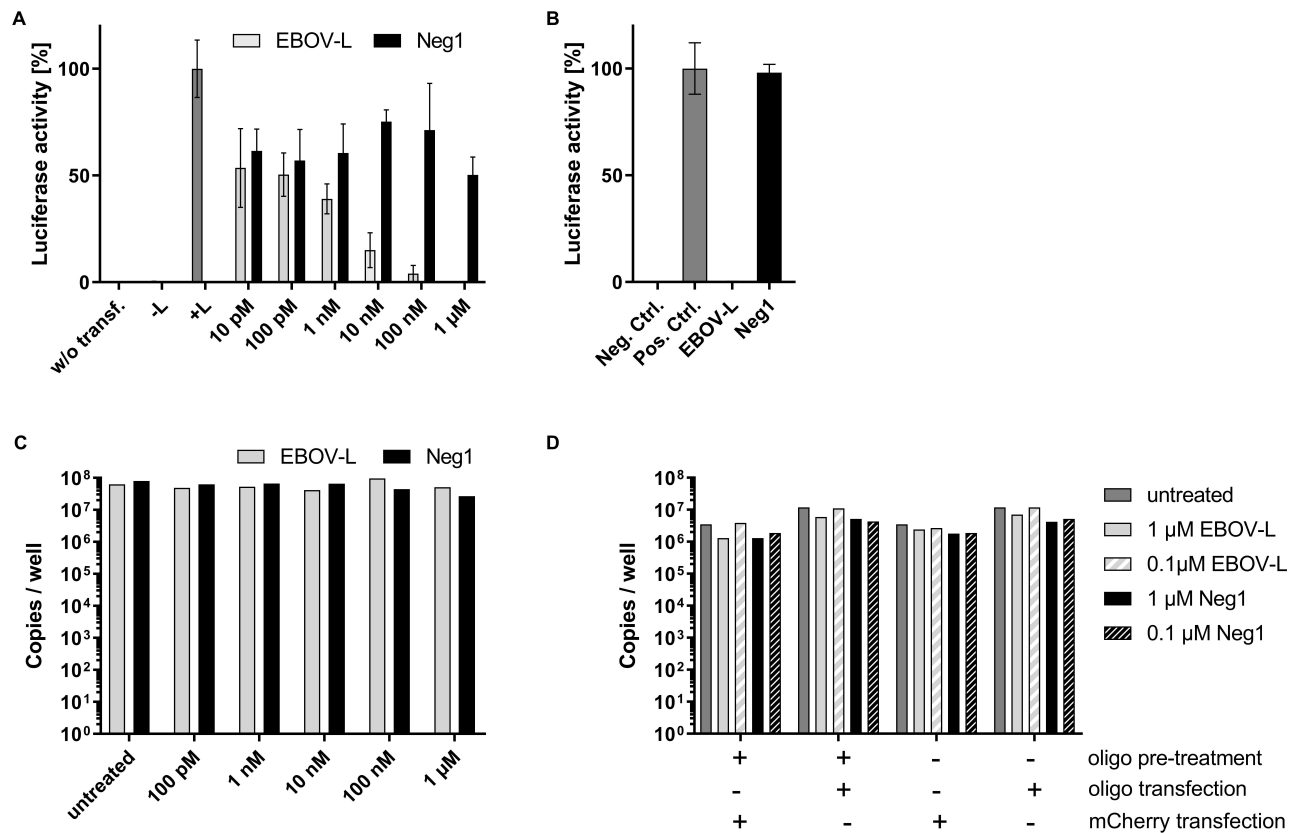 A
EBOV-L Neg1
Luciferase activity [%]
100
50
0
w/o transf. -L +L 10 pM 100 pM 1 nM 10 nM 100 nM 1 µM
B
Luciferase activity [%]
100
50
0
Neg. Ctrl. Pos. Ctrl. EBOV-L Neg1
C
EBOV-L Neg1
Copies / well
10⁸
10⁷
10⁶
10⁵
10⁴
10³
10²
10¹
10⁰
untreated 100 pM 1 nM 10 nM 100 nM 1 µM
D
Copies / well
10⁸
10⁷
10⁶
10⁵
10⁴
10³
10²
10¹
10⁰
untreated
1 µM EBOV-L
0.1µM EBOV-L
1 µM Neg1
0.1 µM Neg1
+ + - - oligo pre-treatment
- + - + oligo transfection
+ - + - mCherry transfection